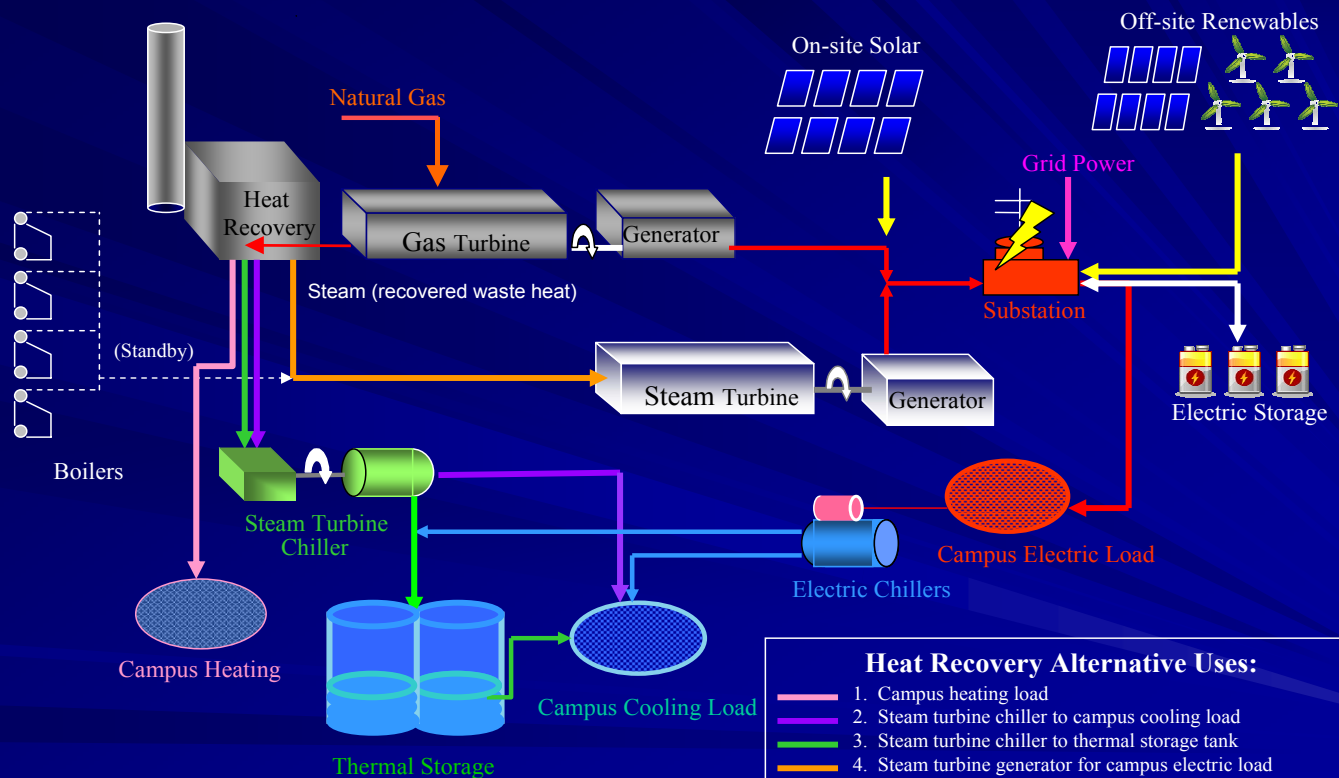 On-site Solar
Off-site Renewables
Natural Gas
Grid Power
Heat
Recovery
Gas Turbine
Generator
Steam (recovered waste heat)
Substation
(Standby)
Steam Turbine
Generator
Electric Storage
Boilers
Steam Turbine
Chiller
Campus Electric Load
Electric Chillers
Campus Heating
Campus Cooling Load
Thermal Storage
Heat Recovery Alternative Uses:
1. Campus heating load
2. Steam turbine chiller to campus cooling load
3. Steam turbine chiller to thermal storage tank
4. Steam turbine generator for campus electric load